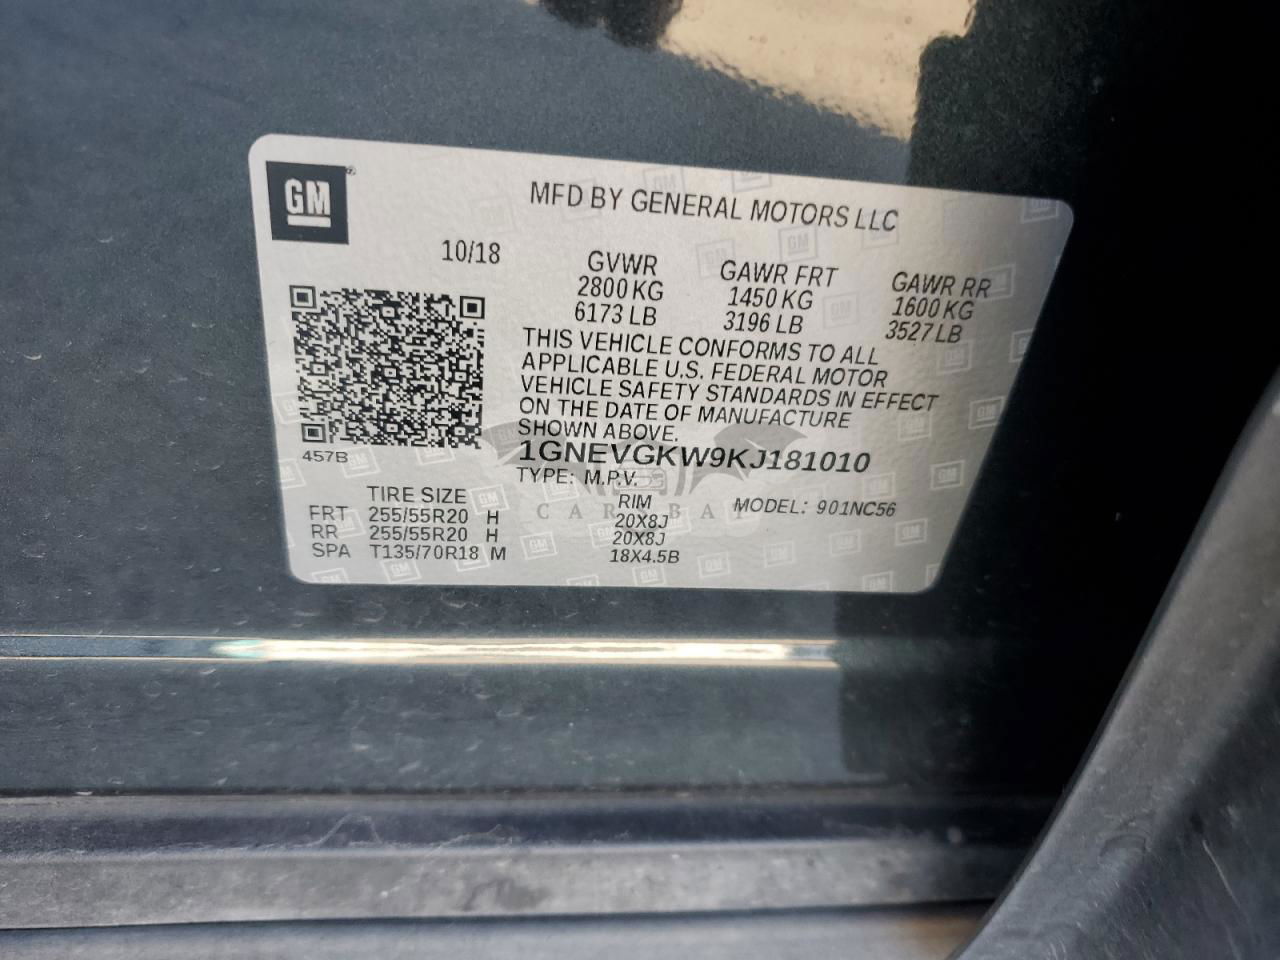 GM
MFD BY GENERAL MOTORS LLC
10/18
GVWR GAWR FRT GAWR RR
2800 KG 1450 KG 1600 KG
6173 LB 3196 LB 3527 LB
THIS VEHICLE CONFORMS TO ALL
APPLICABLE U.S. FEDERAL MOTOR
VEHICLE SAFETY STANDARDS IN EFFECT
ON THE DATE OF MANUFACTURE
SHOWN ABOVE.
457B
1GNEVGKW9KJ181010
TYPE: M.P.V.
TIRE SIZE RIM MODEL: 901NC56
FRT 255/55R20 H 20X8J
RR 255/55R20 H 20X8J
SPA T135/70R18 M 18X4.5B
CARSBAT